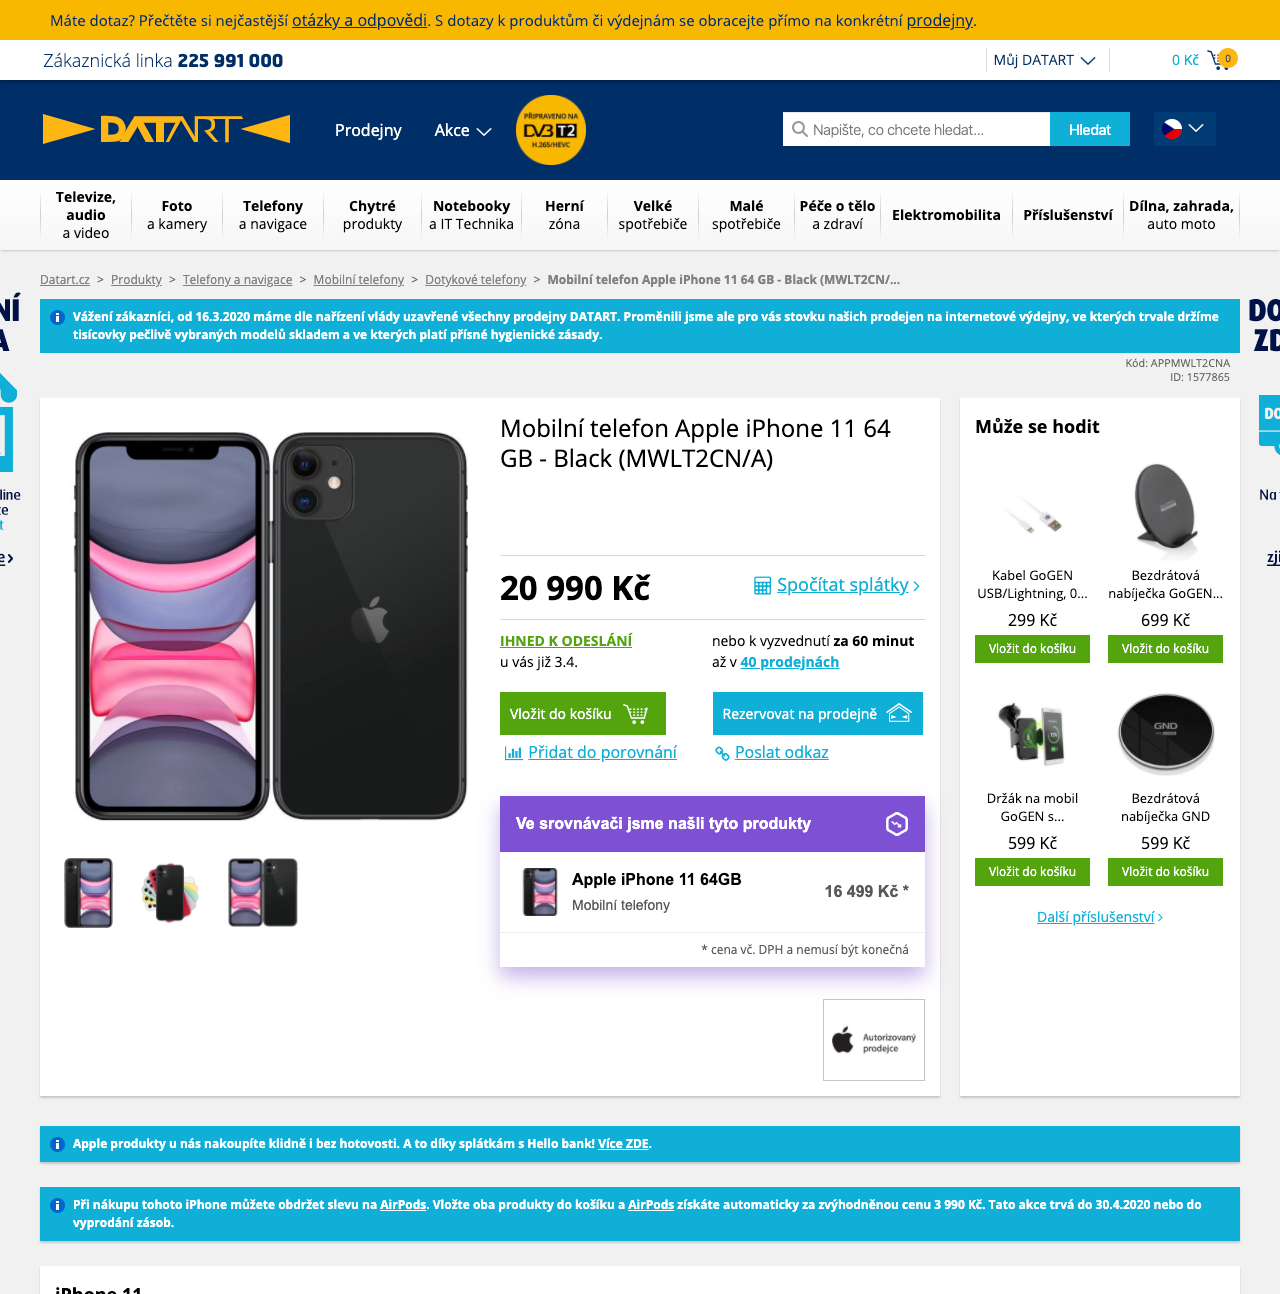 Máte dotaz? Přečtěte si nejčastější otázky a odpovědi. S dotazy k produktům či výdejnám se obracejte přímo na konkrétní prodejny.
Zákaznická linka 225 991 000
Můj DATART
0 Kč
0
DATART
Prodejny
Akce
PŘIPRAVENO NA
DVB T2
H.265/HEVC
Napište, co chcete hledat...
Hledat
Televize,
audio
a video
Foto
a kamery
Telefony
a navigace
Chytré
produkty
Notebooky
a IT Technika
Herní
zóna
Velké
spotřebiče
Malé
spotřebiče
Péče o tělo
a zdraví
Elektromobilita
Příslušenství
Dílna, zahrada,
auto moto
Datart.cz > Produkty > Telefony a navigace > Mobilní telefony > Dotykové telefony > Mobilní telefon Apple iPhone 11 64 GB - Black (MWLT2CN/...
Vážení zákazníci, od 16.3.2020 máme dle nařízení vlády uzavřené všechny prodejny DATART. Proměnili jsme ale pro vás stovku našich prodejen na internetové výdejny, ve kterých trvale držíme
tisícovky pečlivě vybraných modelů skladem a ve kterých platí přísné hygienické zásady.
Kód: APPMWLT2CNA
ID: 1577865
Mobilní telefon Apple iPhone 11 64
GB - Black (MWLT2CN/A)
20 990 Kč
Spočítat splátky
IHNED K ODESLÁNÍ
u vás již 3.4.
nebo k vyzvednutí za 60 minut
až v 40 prodejnách
Vložit do košíku
Rezervovat na prodejně
Přidat do porovnání
Poslat odkaz
Ve srovnávači jsme našli tyto produkty
Apple iPhone 11 64GB
Mobilní telefony
16 499 Kč *
* cena vč. DPH a nemusí být konečná
Autorizovaný
prodejce
Může se hodit
Kabel GoGEN
USB/Lightning, 0...
299 Kč
Vložit do košíku
Bezdrátová
nabíječka GoGEN...
699 Kč
Vložit do košíku
GND
Držák na mobil
GoGEN s...
599 Kč
Vložit do košíku
Bezdrátová
nabíječka GND
599 Kč
Vložit do košíku
Další příslušenství
Apple produkty u nás nakoupíte klidně i bez hotovosti. A to díky splátkám s Hello bank! Více ZDE.
Při nákupu tohoto iPhone můžete obdržet slevu na AirPods. Vložte oba produkty do košíku a AirPods získáte automaticky za zvýhodněnou cenu 3 990 Kč. Tato akce trvá do 30.4.2020 nebo do
vyprodání zásob.
iPhone 11